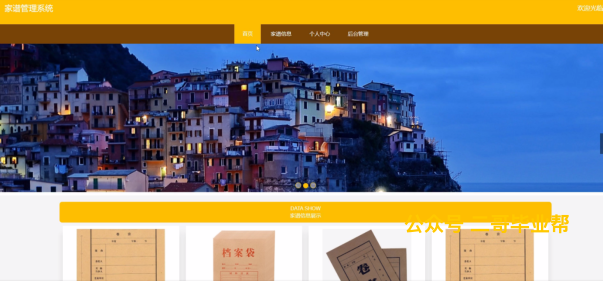 家谱管理系统
欢迎光临
首页
家谱信息
个人中心
后台管理
DATA SHOW
家谱信息展示
公众号 二哥毕业帮
档案袋